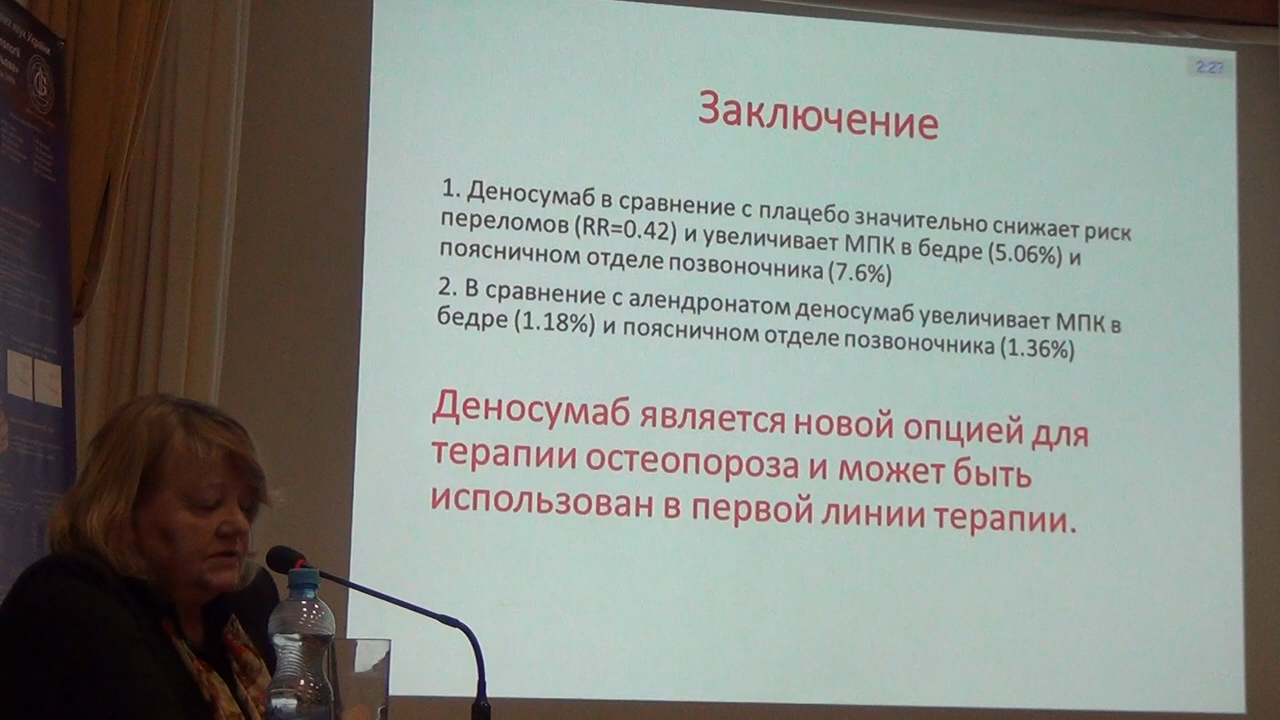 наук України
2:27
Заключение
1. Деносумаб в сравнение с плацебо значительно снижает риск
переломов (RR=0.42) и увеличивает МПК в бедре (5.06%) и
поясничном отделе позвоночника (7.6%)
2. В сравнение с алендронатом деносумаб увеличивает МПК в
бедре (1.18%) и поясничном отделе позвоночника (1.36%)
Деносумаб является новой опцией для
терапии остеопороза и может быть
использован в первой линии терапии.